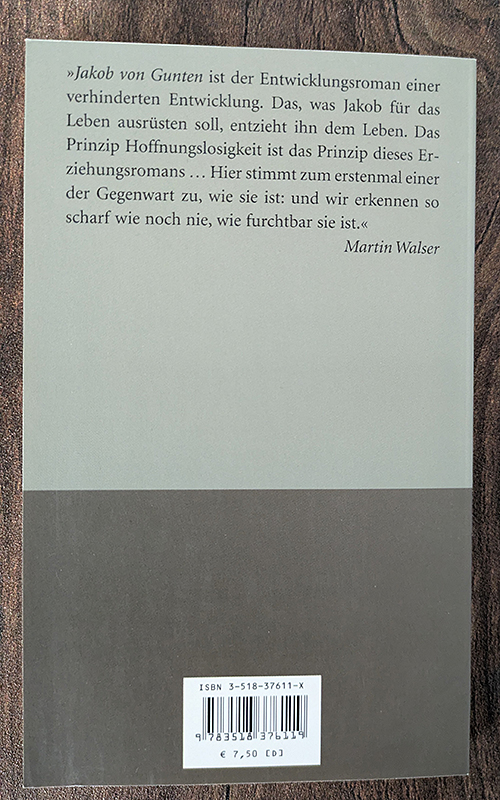 »Jakob von Gunten ist der Entwicklungsroman einer
verhinderten Entwicklung. Das, was Jakob für das
Leben ausrüsten soll, entzieht ihn dem Leben. Das
Prinzip Hoffnungslosigkeit ist das Prinzip dieses Er-
ziehungsromans … Hier stimmt zum erstenmal einer
der Gegenwart zu, wie sie ist: und wir erkennen so
scharf wie noch nie, wie furchtbar sie ist.«
Martin Walser
ISBN 3-518-37611-X
9 783518 376119
€ 7,50 [D]